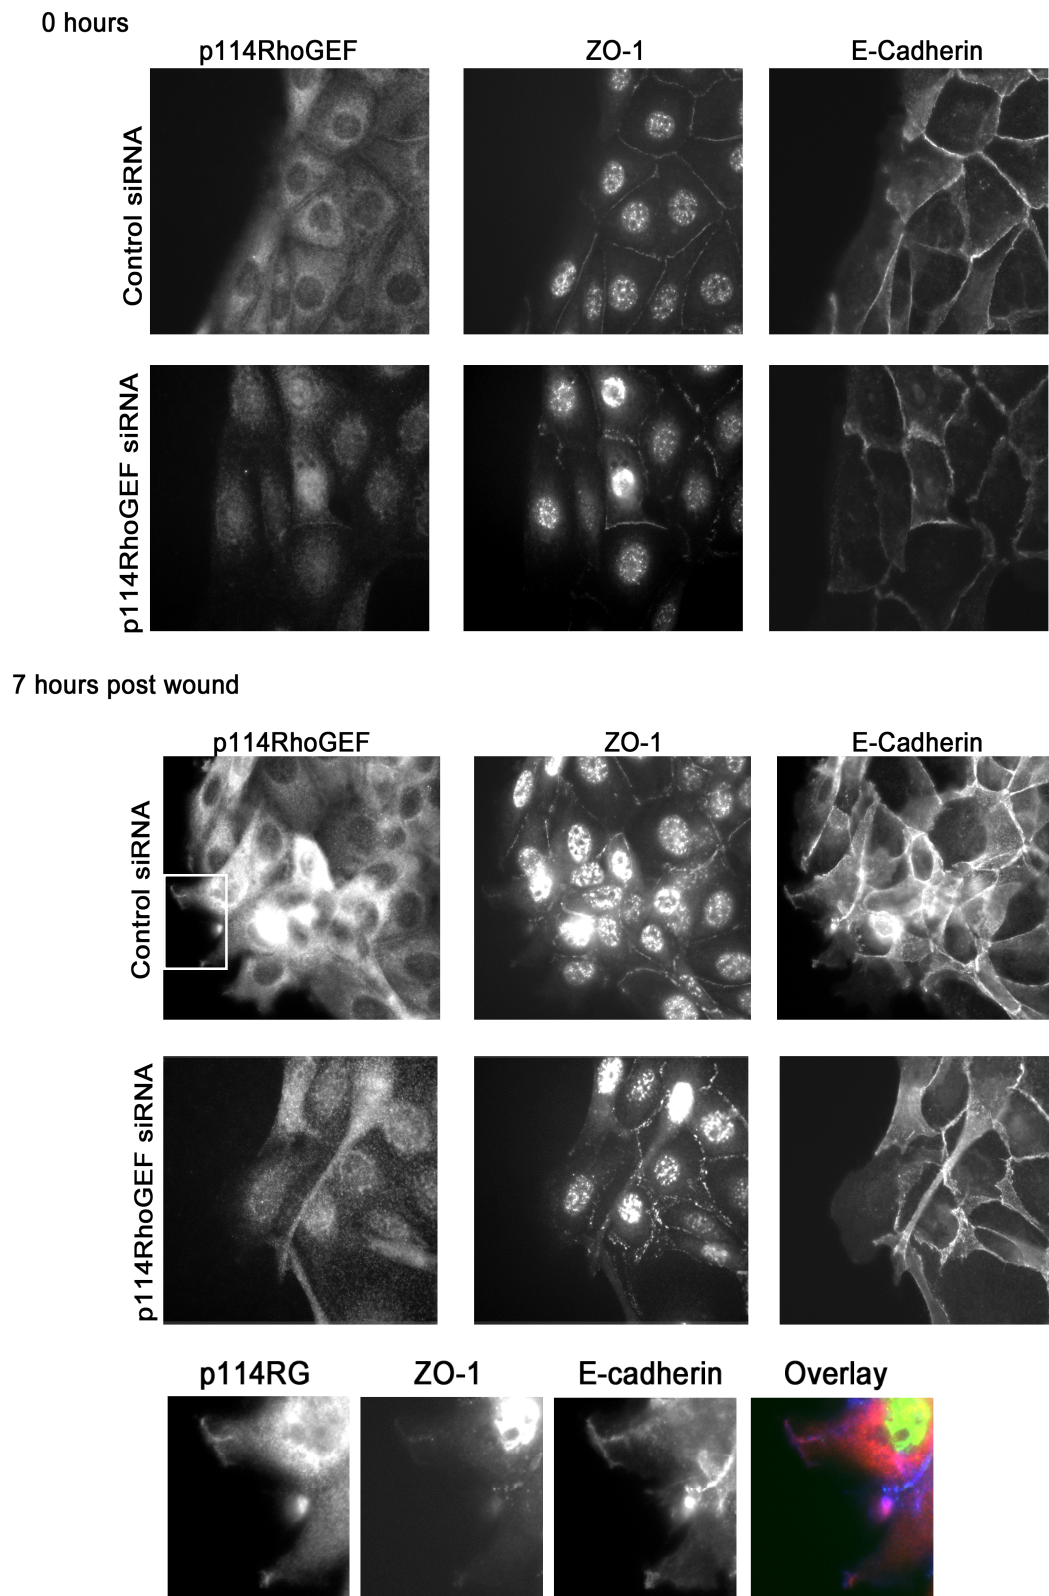 0 hours
p114RhoGEF ZO-1 E-Cadherin
Control siRNA
p114RhoGEF siRNA
7 hours post wound
p114RhoGEF ZO-1 E-Cadherin
Control siRNA
p114RhoGEF siRNA
p114RG ZO-1 E-cadherin Overlay